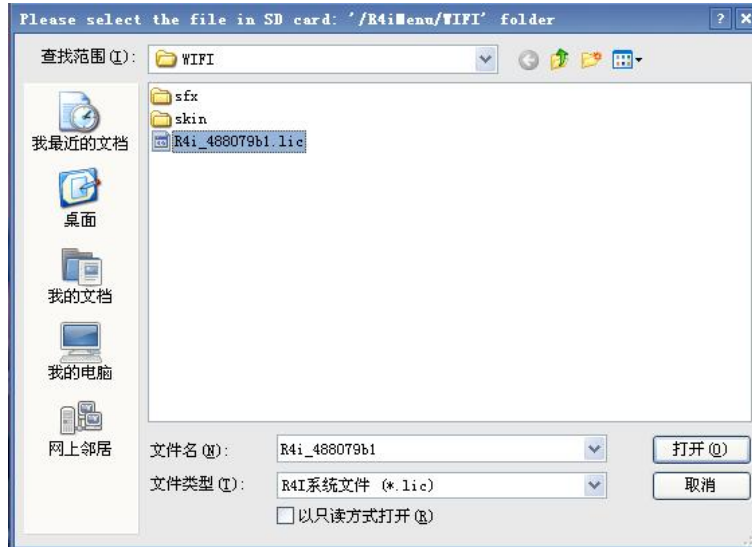 Please select the file in SD card: '/R4iMenu/WIFI' folder
查找范围(I):
WIFI
我最近的文档
桌面
我的文档
我的电脑
网上邻居
sfx
skin
R4i_488079b1.lic
文件名(N):
R4i_488079b1
打开(O)
文件类型(T):
R4I系统文件 (*.lic)
取消
以只读方式打开(R)